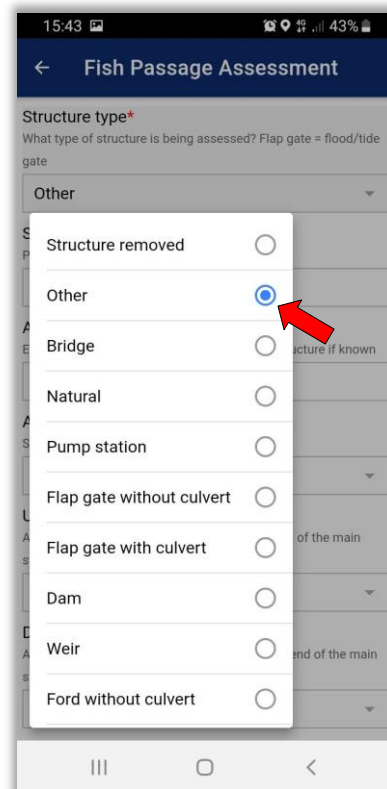 15:43 43%
Fish Passage Assessment
Structure type*
What type of structure is being assessed? Flap gate = flood/tide
gate
Other
Structure removed
Other
Bridge
ucture if known
Natural
Pump station
Flap gate without culvert
Flap gate with culvert
of the main
Dam
Weir
end of the main
Ford without culvert